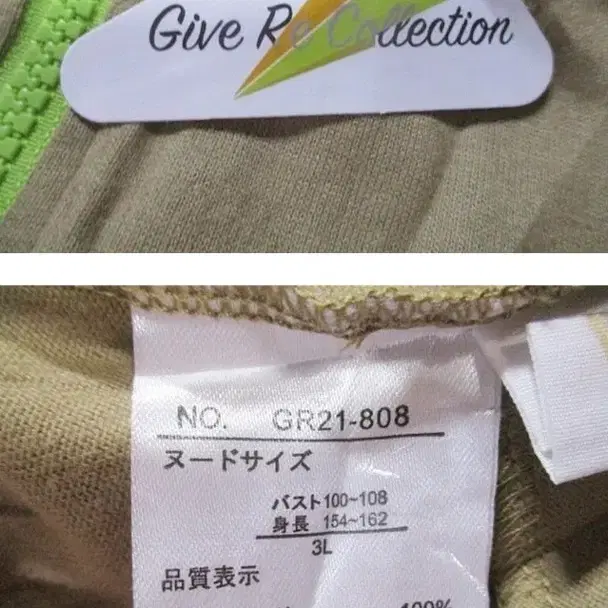 Give Re Collection
NO. GR21-808
ヌードサイズ
バスト100~108
身長 154~162
3L
品質表示
100%